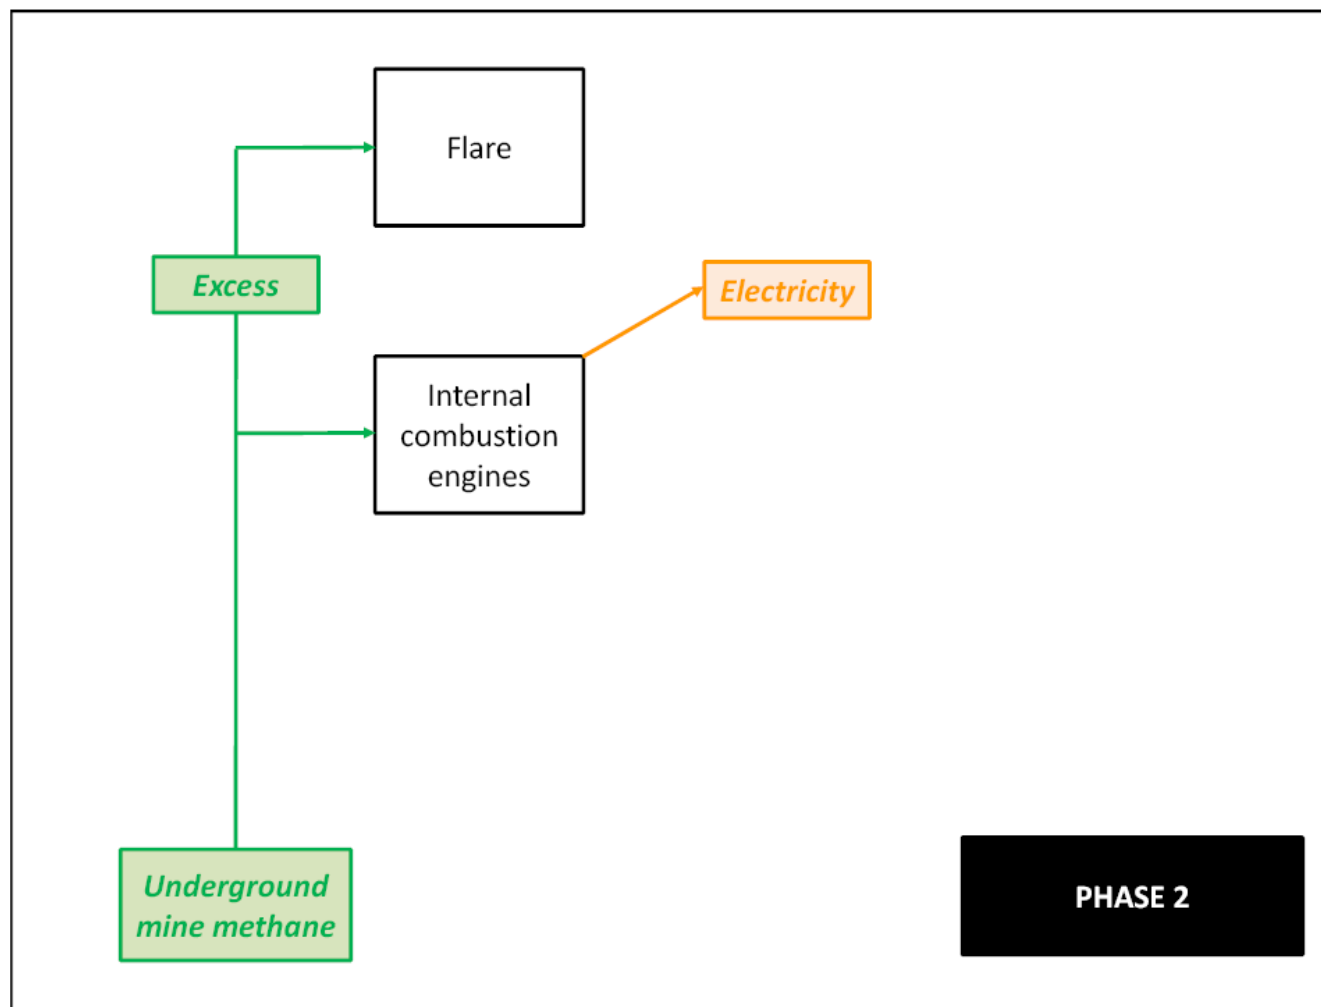 Flare
Excess
Electricity
Internal
combustion
engines
Underground
mine methane
PHASE 2